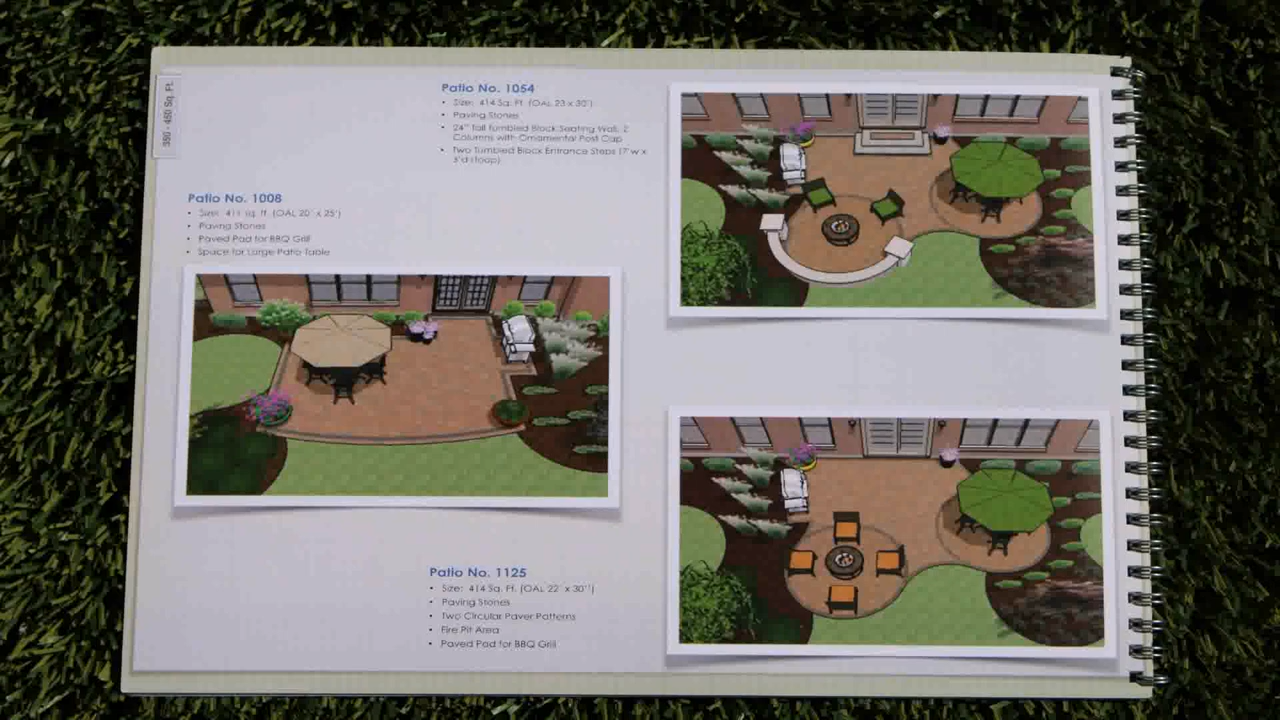 350 - 450 Sq. Ft.
Patio No. 1054
• Size: 414 Sq. Ft. (OAL 23 x 30')
• Paving Stones
• 24" Tall Tumbled Block Seating Wall, 2
Columns with Ornamental Post Cap
• Two Tumbled Block Entrance Steps (7' w x
Patio No. 1008
• Size: 411 sq. ft. (OAL 20' x 25')
• Paving Stones
• Paved Pad for BBQ Grill
• Space for Large Patio Table
Patio No. 1125
• Size: 414 Sq. Ft. (OAL 22' x 30')
• Paving Stones
• Two Circular Paver Patterns
• Fire Pit Area
• Paved Pad for BBQ Grill